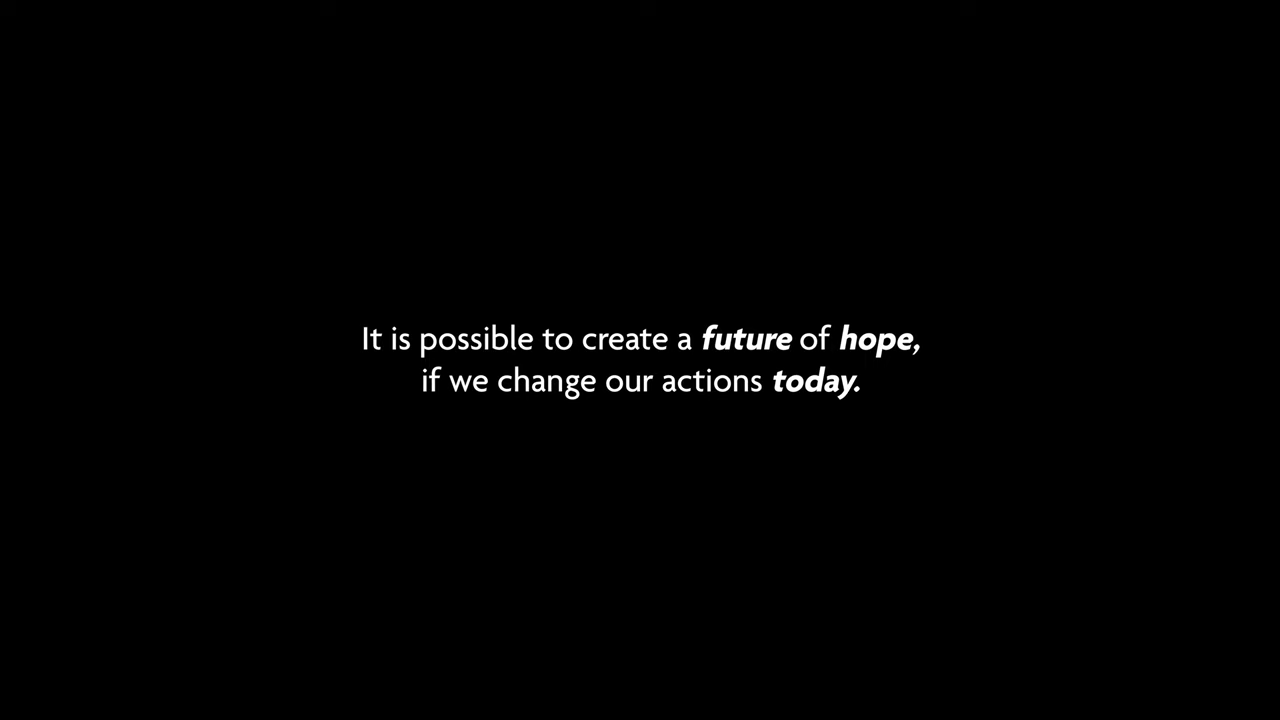 It is possible to create a future of hope,
if we change our actions today.